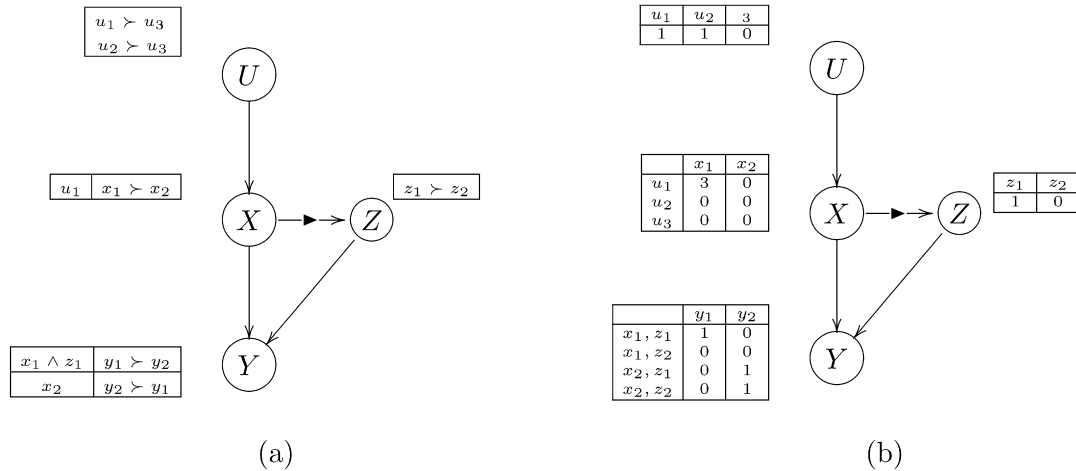 u₁ ≻ u₃
u₂ ≻ u₃
U
u₁ x₁ ≻ x₂
X
Z
z₁ ≻ z₂
x₁ ∧ z₁ y₁ ≻ y₂
x₂ y₂ ≻ y₁
Y
(a)
u₁ u₂ ₃
1 1 0
U
x₁ x₂
u₁ 3 0
u₂ 0 0
u₃ 0 0
X
Z
z₁ z₂
1 0
y₁ y₂
x₁, z₁ 1 0
x₁, z₂ 0 0
x₂, z₁ 0 1
x₂, z₂ 0 1
Y
(b)